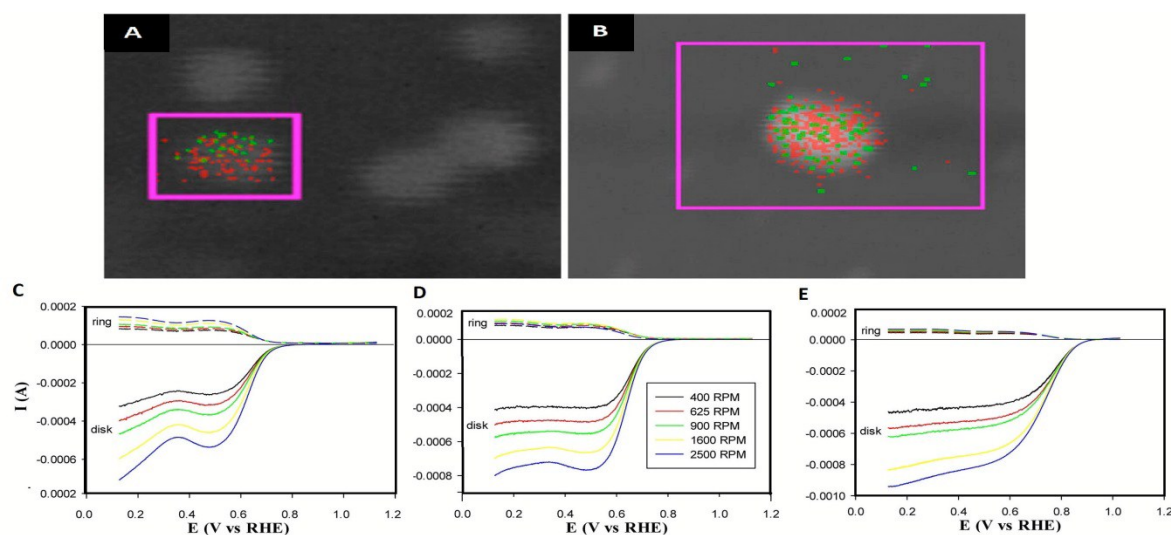 A
B
C
0.0002
ring
0.0000
-0.0002
-0.0004
disk
-0.0006
0.0002
I (A)
0.0 0.2 0.4 0.6 0.8 1.0 1.2
E (V vs RHE)
D
0.0002
ring
0.0000
-0.0002
-0.0004
disk
-0.0006
-0.0008
400 RPM
625 RPM
900 RPM
1600 RPM
2500 RPM
0.0 0.2 0.4 0.6 0.8 1.0 1.2
E (V vs RHE)
E
0.0002
ring
0.0000
-0.0002
-0.0004
-0.0006
disk
-0.0008
-0.0010
0.0 0.2 0.4 0.6 0.8 1.0 1.2
E (V vs RHE)